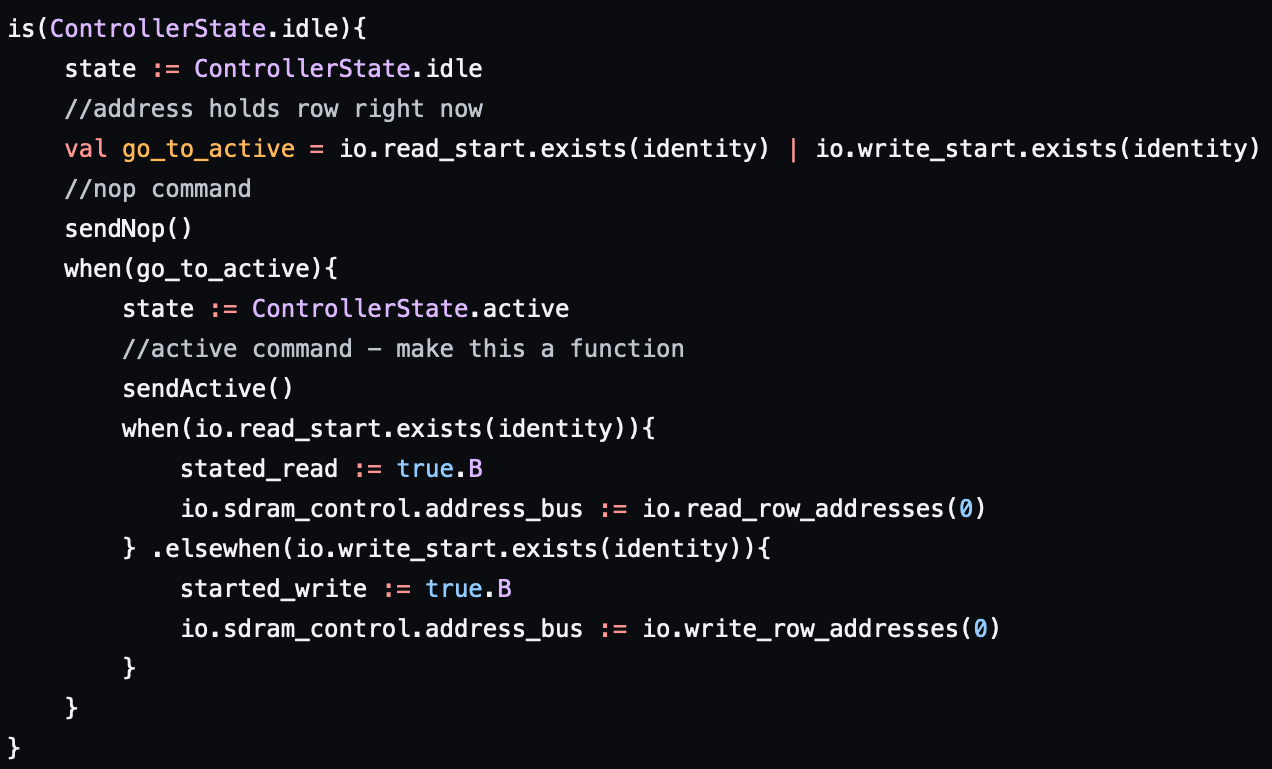 is(ControllerState.idle){
    state := ControllerState.idle
    //address holds row right now
    val go_to_active = io.read_start.exists(identity) | io.write_start.exists(identity)
    //nop command
    sendNop()
    when(go_to_active){
        state := ControllerState.active
        //active command – make this a function
        sendActive()
        when(io.read_start.exists(identity)){
            stated_read := true.B
            io.sdram_control.address_bus := io.read_row_addresses(0)
        } .elsewhen(io.write_start.exists(identity)){
            started_write := true.B
            io.sdram_control.address_bus := io.write_row_addresses(0)
        }
    }
}